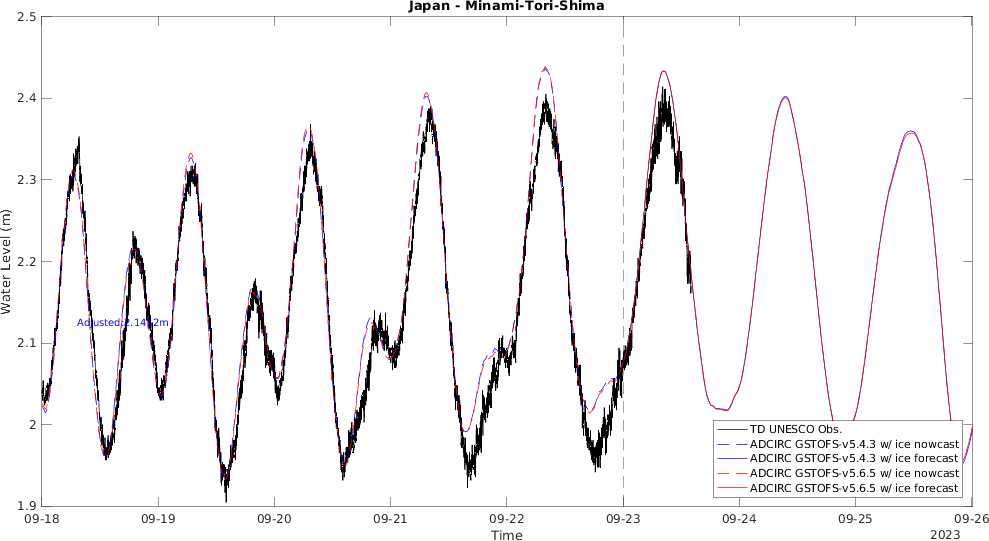 Japan - Minami-Tori-Shima
2.5
2.4
2.3
2.2
2.1
2
1.9
Water Level (m)
09-18
09-19
09-20
09-21
09-22
09-23
09-24
09-25
09-26
Time
2023
TD UNESCO Obs.
ADCIRC GSTOFS-v5.4.3 w/ ice nowcast
ADCIRC GSTOFS-v5.4.3 w/ ice forecast
ADCIRC GSTOFS-v5.6.5 w/ ice nowcast
ADCIRC GSTOFS-v5.6.5 w/ ice forecast